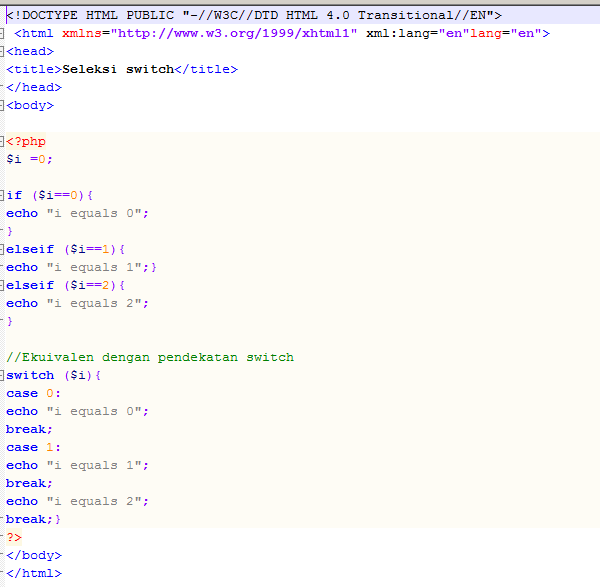 <!DOCTYPE HTML PUBLIC "-//W3C//DTD HTML 4.0 Transitional//EN">
<html xmlns="http://www.w3.org/1999/xhtml1" xml:lang="en"lang="en">
<head>
<title>Seleksi switch</title>
</head>
<body>
<?php
$i =0;
if ($i==0){
echo "i equals 0";
}
elseif ($i==1){
echo "i equals 1";}
elseif ($i==2){
echo "i equals 2";
}
//Ekuivalen dengan pendekatan switch
switch ($i){
case 0:
echo "i equals 0";
break;
case 1:
echo "i equals 1";
break;
echo "i equals 2";
break;}
?>
</body>
</html>